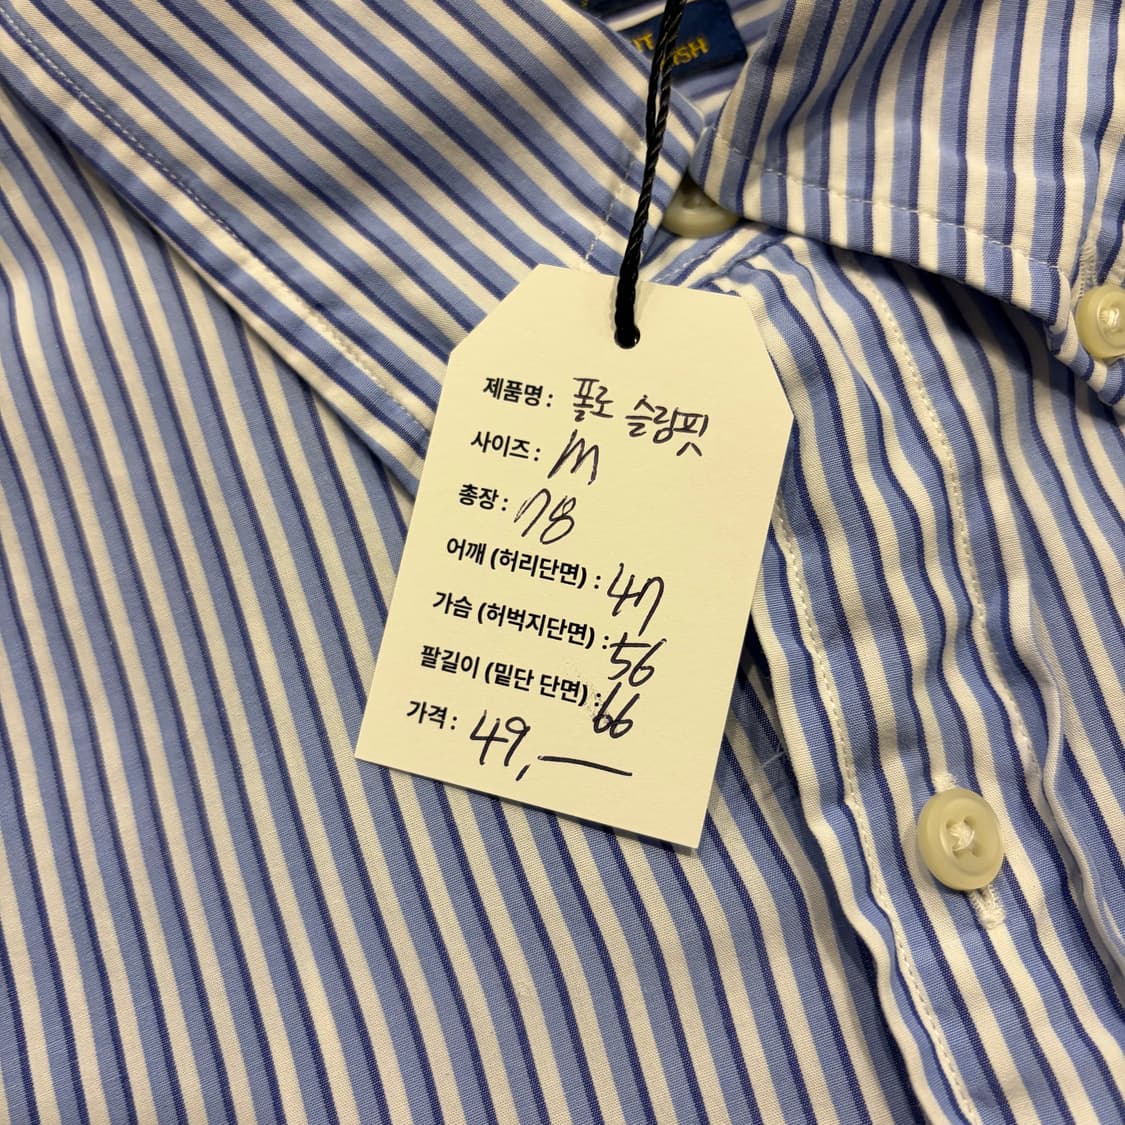 제품명: 폴로 슬림핏
사이즈: M
총장: 78
어깨 (허리단면) : 47
가슴 (허벅지단면) : 56
팔길이 (밑단 단면) : 66
가격: 49,—